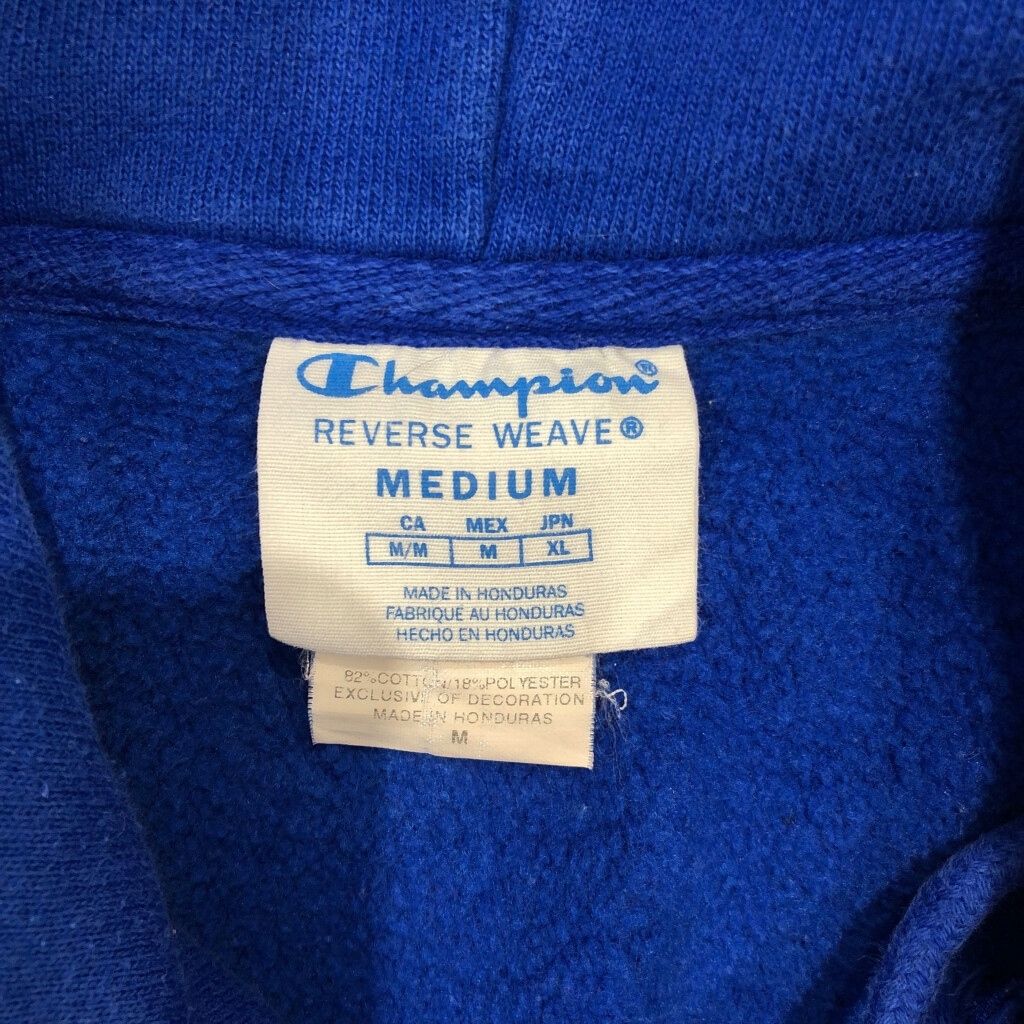 Champion®
REVERSE WEAVE®
MEDIUM
CA MEX JPN
M/M M XL
MADE IN HONDURAS
FABRIQUÉ AU HONDURAS
HECHO EN HONDURAS
82%COTTON/18%POLYESTER
EXCLUSIVE OF DECORATION
MADE IN HONDURAS
M